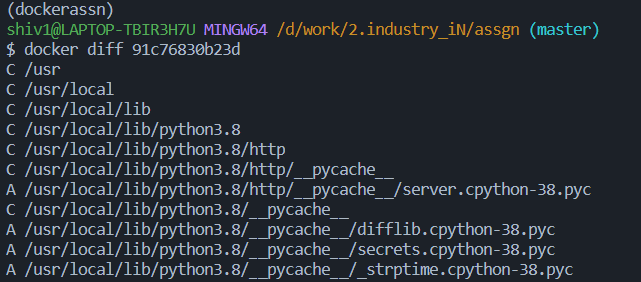 (dockerassn)
shiv1@LAPTOP-TBIR3H7U MINGW64 /d/work/2.industry_iN/assgn (master)
$ docker diff 91c76830b23d
C /usr
C /usr/local
C /usr/local/lib
C /usr/local/lib/python3.8
C /usr/local/lib/python3.8/http
C /usr/local/lib/python3.8/http/__pycache__
A /usr/local/lib/python3.8/http/__pycache__/server.cpython-38.pyc
C /usr/local/lib/python3.8/__pycache__
A /usr/local/lib/python3.8/__pycache__/difflib.cpython-38.pyc
A /usr/local/lib/python3.8/__pycache__/secrets.cpython-38.pyc
A /usr/local/lib/python3.8/__pycache__/_strptime.cpython-38.pyc